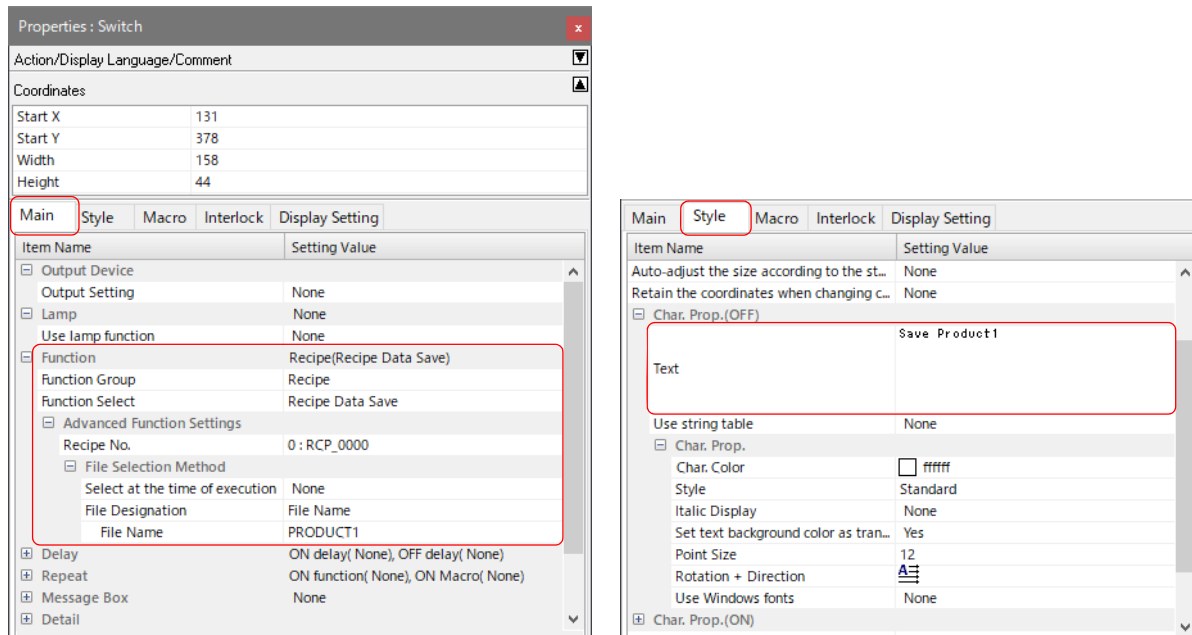 Properties : Switch
x
Action/Display Language/Comment
Coordinates
Start X 131
Start Y 378
Width 158
Height 44
Main Style Macro Interlock Display Setting
Item Name Setting Value
Output Device
Output Setting None
Lamp None
Use lamp function None
Function Recipe(Recipe Data Save)
Function Group Recipe
Function Select Recipe Data Save
Advanced Function Settings
Recipe No. 0 : RCP_0000
File Selection Method
Select at the time of execution None
File Designation File Name
File Name PRODUCT1
Delay ON delay( None), OFF delay( None)
Repeat ON function( None), ON Macro( None)
Message Box None
Detail
Main Style Macro Interlock Display Setting
Item Name Setting Value
Auto-adjust the size according to the st... None
Retain the coordinates when changing c... None
Char. Prop.(OFF)
Save Product1
Text
Use string table None
Char. Prop.
Char. Color ffffff
Style Standard
Italic Display None
Set text background color as tran... Yes
Point Size 12
Rotation + Direction A
Use Windows fonts None
Char. Prop.(ON)